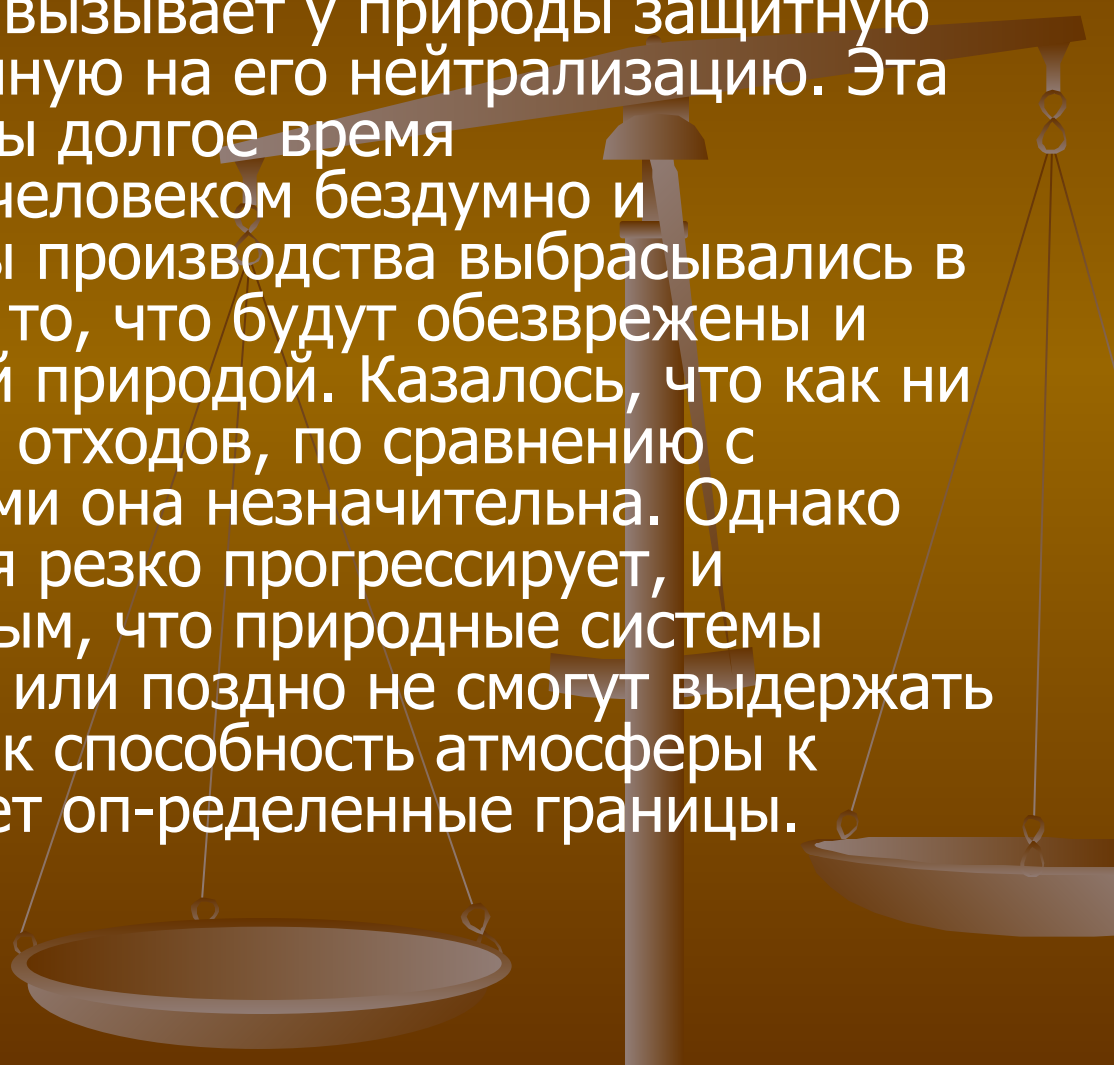 вызывает у природы защитную
нную на его нейтрализацию. Эта
ы долгое время
человеком бездумно и
ы производства выбрасывались в
то, что будут обезврежены и
й природой. Казалось, что как ни
отходов, по сравнению с
ми она незначительна. Однако
я резко прогрессирует, и
ым, что природные системы
или поздно не смогут выдержать
к способность атмосферы к
ет оп-ределенные границы.